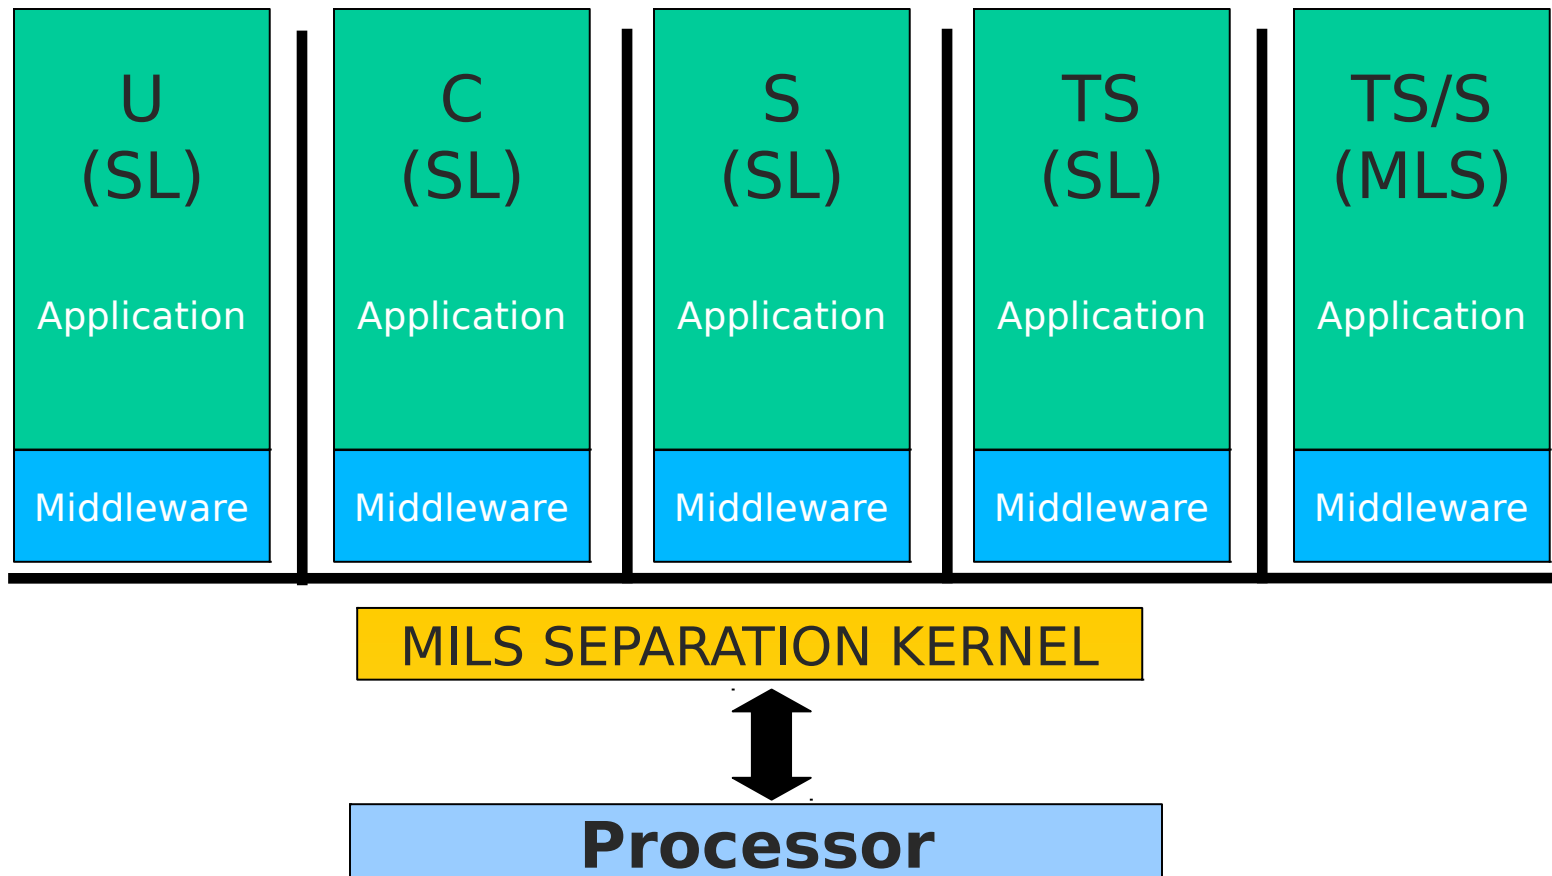 U
(SL)
Application
Middleware
C
(SL)
Application
Middleware
S
(SL)
Application
Middleware
TS
(SL)
Application
Middleware
TS/S
(MLS)
Application
Middleware
MILS SEPARATION KERNEL
Processor